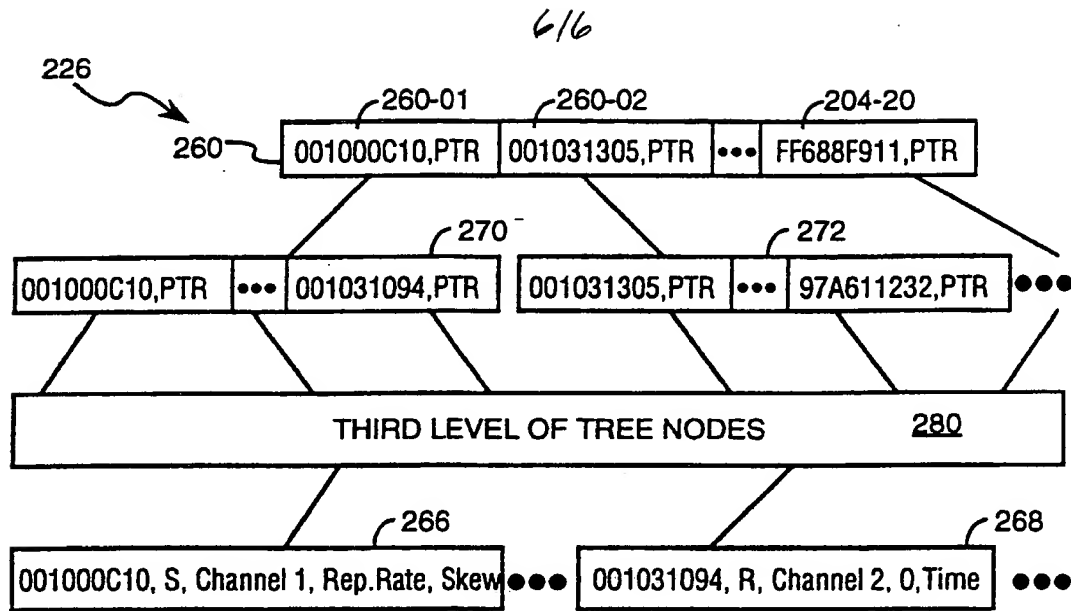 6/6
226
260-01 260-02 204-20
260
001000C10,PTR 001031305,PTR ••• FF688F911,PTR
270 272
001000C10,PTR ••• 001031094,PTR 001031305,PTR ••• 97A611232,PTR •••
THIRD LEVEL OF TREE NODES 280
266 268
001000C10, S, Channel 1, Rep.Rate, Skew ••• 001031094, R, Channel 2, 0,Time •••